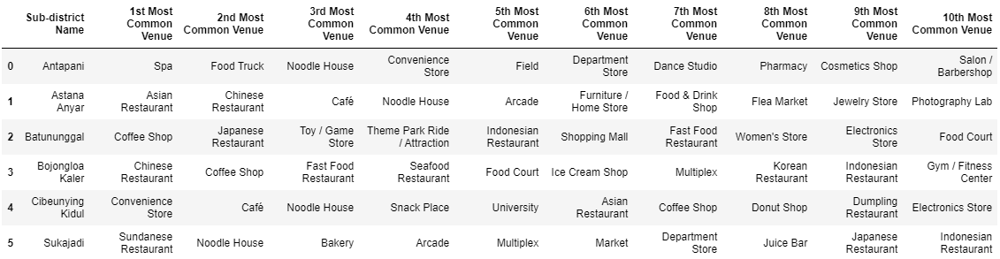 Sub-district Name 1st Most Common Venue 2nd Most Common Venue 3rd Most Common Venue 4th Most Common Venue 5th Most Common Venue 6th Most Common Venue 7th Most Common Venue 8th Most Common Venue 9th Most Common Venue 10th Most Common Venue
0 Antapani Spa Food Truck Noodle House Convenience Store Field Department Store Dance Studio Pharmacy Cosmetics Shop Salon / Barbershop
1 Astana Anyar Asian Restaurant Chinese Restaurant Café Noodle House Arcade Furniture / Home Store Food & Drink Shop Flea Market Jewelry Store Photography Lab
2 Batununggal Coffee Shop Japanese Restaurant Toy / Game Store Theme Park Ride / Attraction Indonesian Restaurant Shopping Mall Fast Food Restaurant Women's Store Electronics Store Food Court
3 Bojongloa Kaler Chinese Restaurant Coffee Shop Fast Food Restaurant Seafood Restaurant Food Court Ice Cream Shop Multiplex Korean Restaurant Indonesian Restaurant Gym / Fitness Center
4 Cibeunying Kidul Convenience Store Café Noodle House Snack Place University Asian Restaurant Coffee Shop Donut Shop Dumpling Restaurant Electronics Store
5 Sukajadi Sundanese Restaurant Noodle House Bakery Arcade Multiplex Market Department Store Juice Bar Japanese Restaurant Indonesian Restaurant